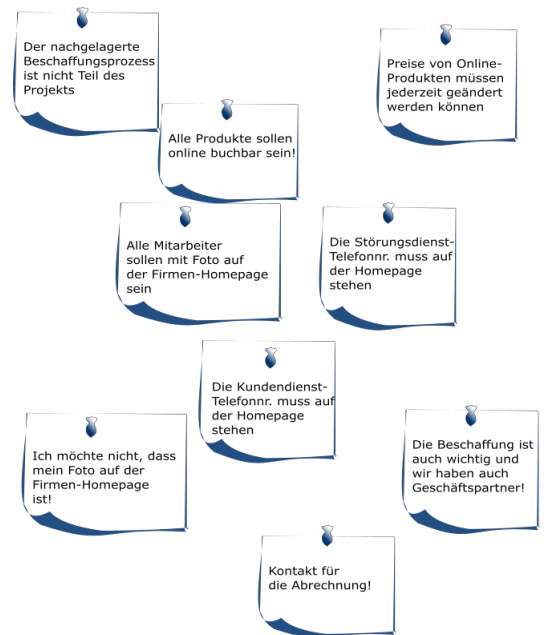 Der nachgelagerte
Beschaffungsprozess
ist nicht Teil des
Projekts
Preise von Online-
Produkten müssen
jederzeit geändert
werden können
Alle Produkte sollen
online buchbar sein!
Alle Mitarbeiter
sollen mit Foto auf
der Firmen-Homepage
sein
Die Störungsdienst-
Telefonnr. muss auf
der Homepage
stehen
Die Kundendienst-
Telefonnr. muss auf
der Homepage
stehen
Ich möchte nicht, dass
mein Foto auf der
Firmen-Homepage
ist!
Die Beschaffung ist
auch wichtig und
wir haben auch
Geschäftspartner!
Kontakt für
die Abrechnung!